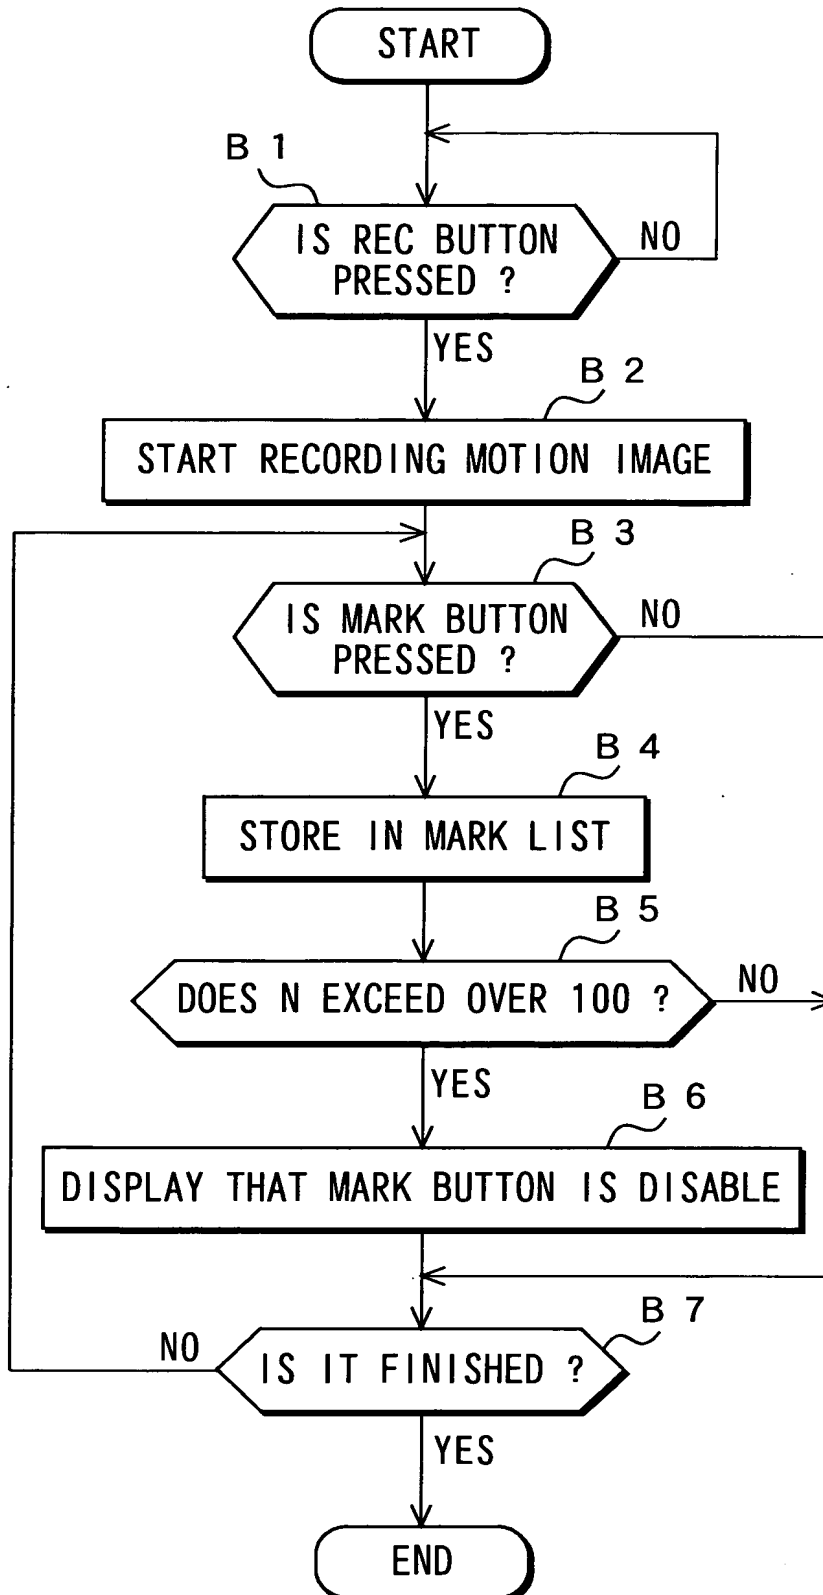 START
B 1
IS REC BUTTON
PRESSED ?
NO
YES
B 2
START RECORDING MOTION IMAGE
B 3
IS MARK BUTTON
PRESSED ?
NO
YES
B 4
STORE IN MARK LIST
B 5
DOES N EXCEED OVER 100 ?
NO
YES
B 6
DISPLAY THAT MARK BUTTON IS DISABLE
B 7
NO
IS IT FINISHED ?
YES
END